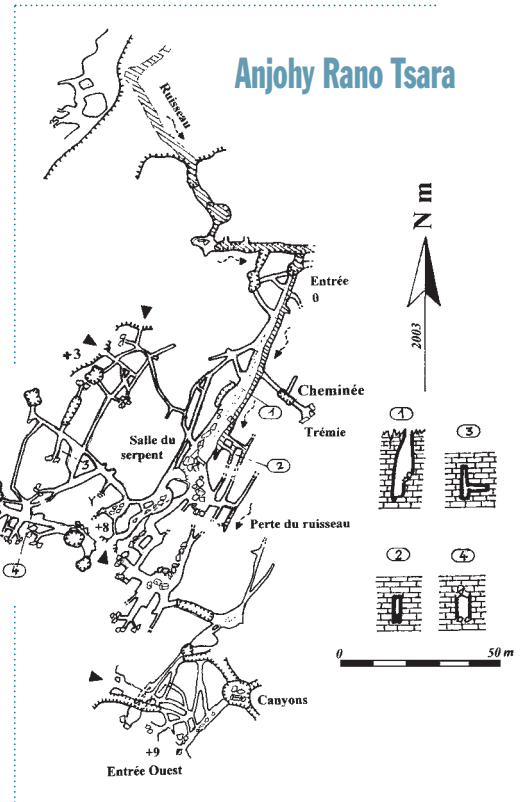 Anjohy Rano Tsara
Ruisseau
N m
2003
Entrée
0
+3
Cheminée
1
Trémie
1
3
Salle du
serpent
2
3
+8
Perte du ruisseau
4
2
4
0
50 m
Canyons
+9
Entrée Ouest